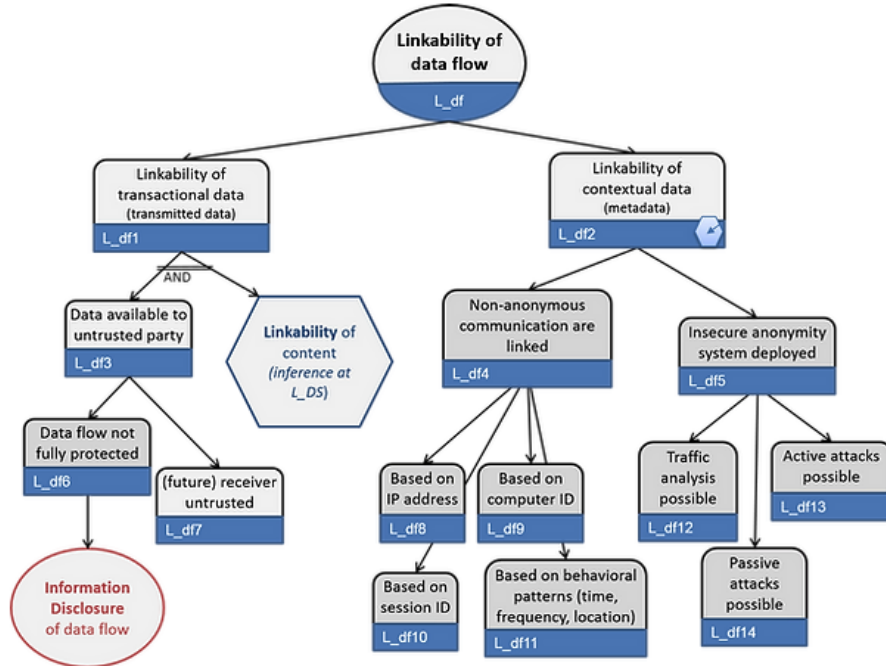 Linkability of
data flow
L_df
Linkability of
transactional data
(transmitted data)
L_df1
Linkability of
contextual data
(metadata)
L_df2
AND
Data available to
untrusted party
L_df3
Linkability of
content
(inference at
L_DS)
Non-anonymous
communication are
linked
L_df4
Insecure anonymity
system deployed
L_df5
Data flow not
fully protected
L_df6
(future) receiver
untrusted
L_df7
Based on
IP address
L_df8
Based on
computer ID
L_df9
Traffic
analysis
possible
L_df12
Active attacks
possible
L_df13
Information
Disclosure
of data flow
Based on
session ID
L_df10
Based on behavioral
patterns (time,
frequency, location)
L_df11
Passive
attacks
possible
L_df14